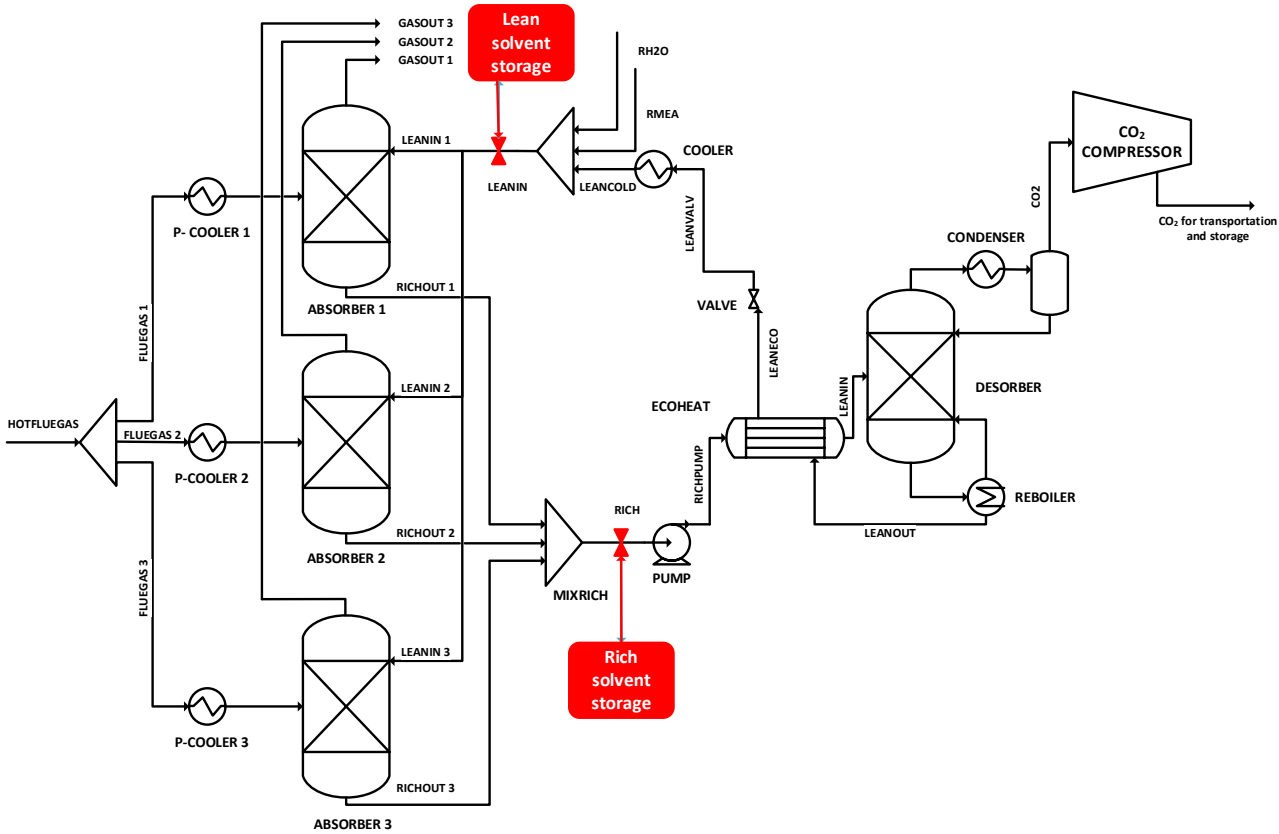 GASOUT 3
GASOUT 2
GASOUT 1
Lean
solvent
storage
RH2O
RMEA
LEANIN 1
LEANIN
LEANCOLD
COOLER
CO₂
COMPRESSOR
CO2
CO₂ for transportation
and storage
P- COOLER 1
LEANVALV
CONDENSER
RICHOUT 1
ABSORBER 1
VALVE
FLUEGAS 1
LEANECO
LEANIN 2
LEANIN
DESORBER
ECOHEAT
HOTFLUEGAS
FLUEGAS 2
P-COOLER 2
RICHPUMP
REBOILER
LEANOUT
RICHOUT 2
ABSORBER 2
RICH
FLUEGAS 3
PUMP
MIXRICH
LEANIN 3
Rich
solvent
storage
P-COOLER 3
RICHOUT 3
ABSORBER 3